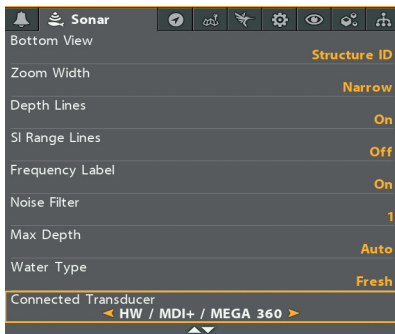 Sonar
Bottom View
Structure ID
Zoom Width
Narrow
Depth Lines
On
SI Range Lines
Off
Frequency Label
On
Noise Filter
1
Max Depth
Auto
Water Type
Fresh
Connected Transducer
HW / MDI+ / MEGA 360